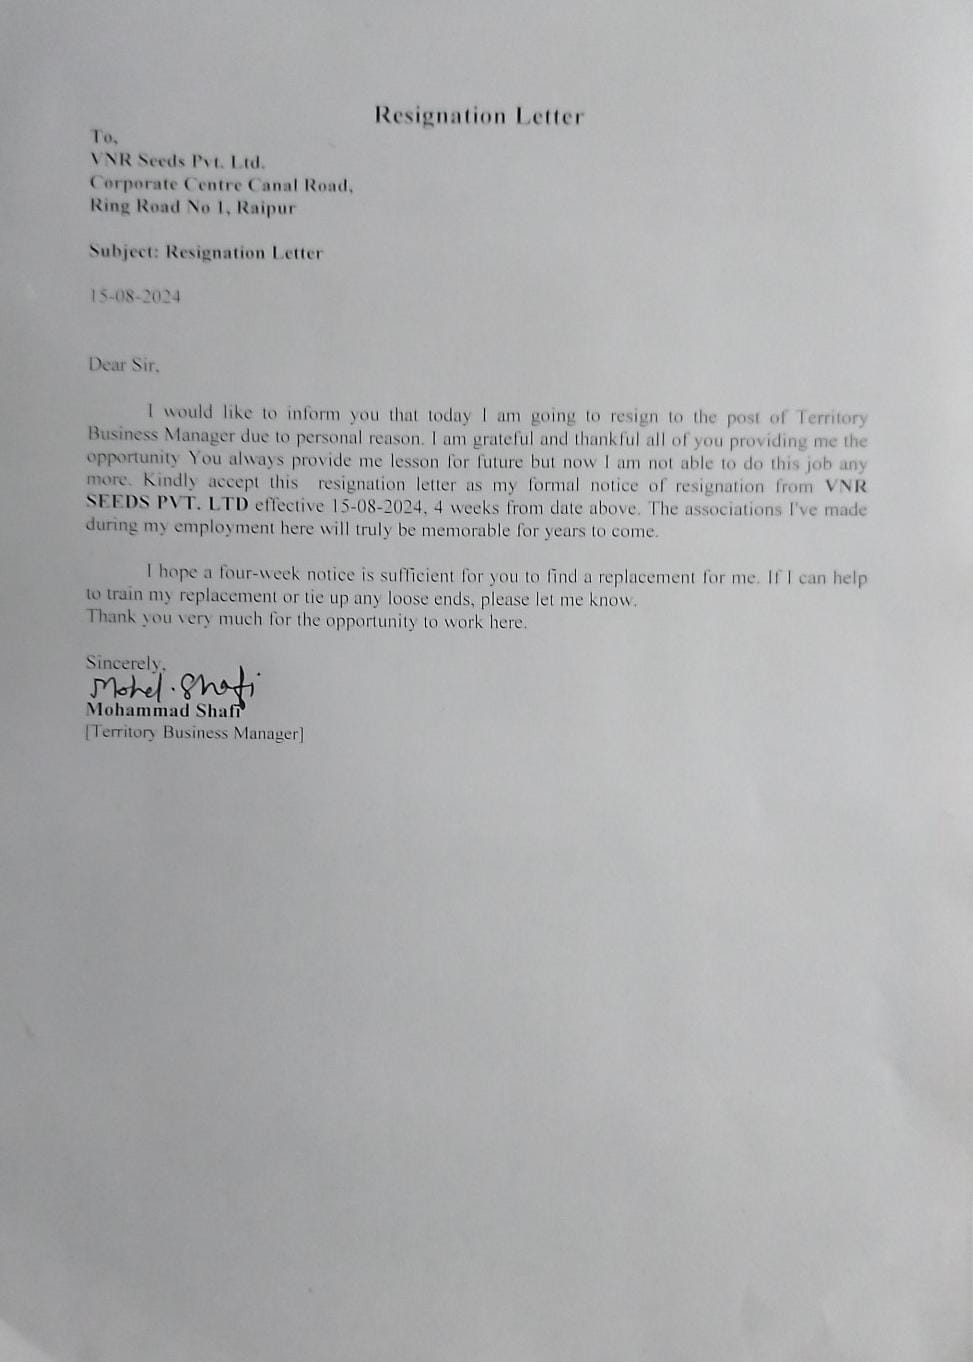 Resignation Letter
To,
VNR Seeds Pvt. Ltd.
Corporate Centre Canal Road,
Ring Road No 1, Raipur
Subject: Resignation Letter
15-08-2024
Dear Sir,
I would like to inform you that today I am going to resign to the post of Territory
Business Manager due to personal reason. I am grateful and thankful all of you providing me the
opportunity You always provide me lesson for future but now I am not able to do this job any
more. Kindly accept this resignation letter as my formal notice of resignation from VNR
SEEDS PVT. LTD effective 15-08-2024, 4 weeks from date above. The associations I've made
during my employment here will truly be memorable for years to come.
I hope a four-week notice is sufficient for you to find a replacement for me. If I can help
to train my replacement or tie up any loose ends, please let me know.
Thank you very much for the opportunity to work here.
Sincerely,
Mohd. Shafi
Mohammad Shafi
[Territory Business Manager]